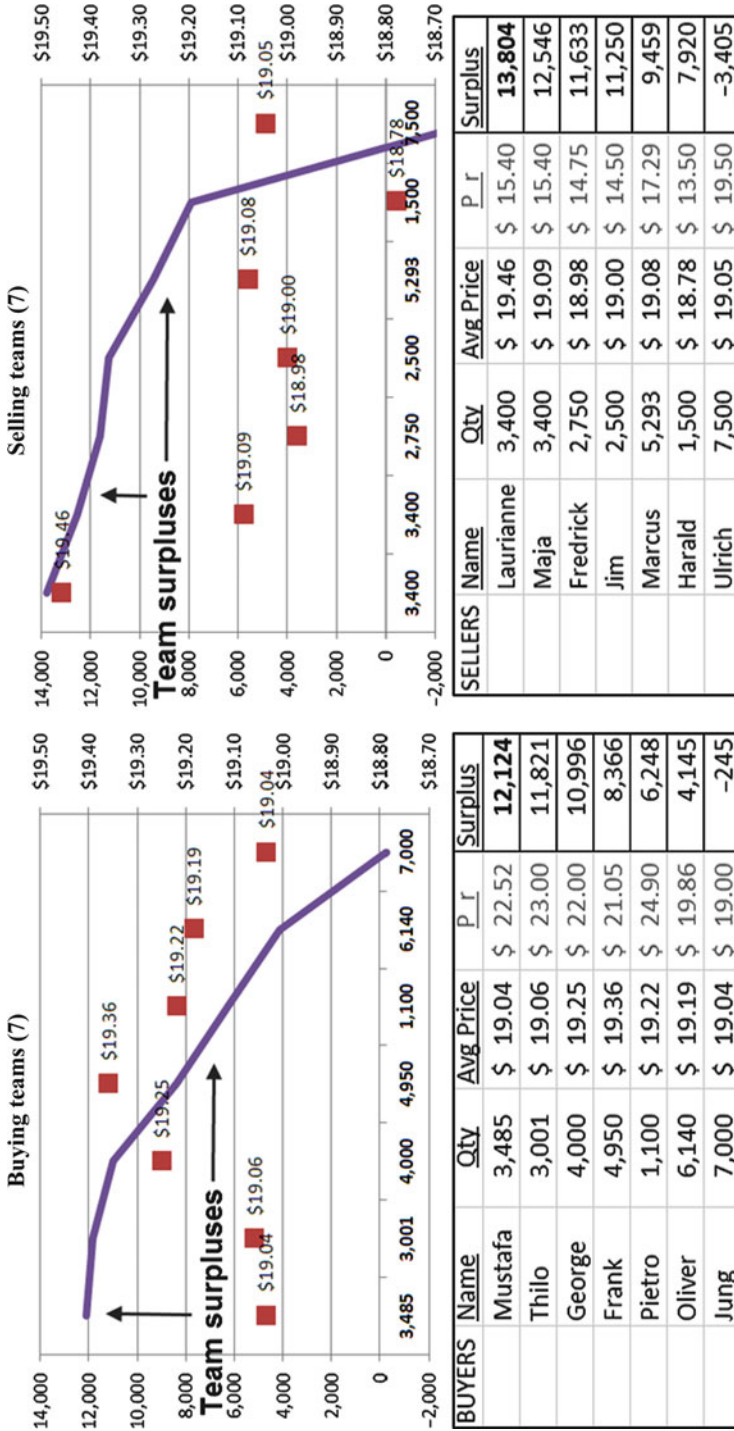 Buying teams (7)
14,000
12,000
10,000
8,000
6,000
4,000
2,000
0
−2,000
$19.50
$19.40
$19.30
$19.20
$19.10
$19.00
$18.90
$18.80
$18.70
Team surpluses
$19.04
$19.06
$19.25
$19.36
$19.22
$19.19
$19.04
3,485 3,001 4,000 4,950 1,100 6,140 7,000
BUYERS Name Qty Avg Price P r Surplus
Mustafa 3,485 $ 19.04 $ 22.52 12,124
Thilo 3,001 $ 19.06 $ 23.00 11,821
George 4,000 $ 19.25 $ 22.00 10,996
Frank 4,950 $ 19.36 $ 21.05 8,366
Pietro 1,100 $ 19.22 $ 24.90 6,248
Oliver 6,140 $ 19.19 $ 19.86 4,145
Jung 7,000 $ 19.04 $ 19.00 −245
Selling teams (7)
14,000
12,000
10,000
8,000
6,000
4,000
2,000
0
−2,000
$19.50
$19.40
$19.30
$19.20
$19.10
$19.00
$18.90
$18.80
$18.70
Team surpluses
$19.46
$19.09
$18.98
$19.00
$19.08
$18.78
$19.05
3,400 3,400 2,750 2,500 5,293 1,500 7,500
SELLERS Name Qty Avg Price P r Surplus
Laurianne 3,400 $ 19.46 $ 15.40 13,804
Maja 3,400 $ 19.09 $ 15.40 12,546
Fredrick 2,750 $ 18.98 $ 14.75 11,633
Jim 2,500 $ 19.00 $ 14.50 11,250
Marcus 5,293 $ 19.08 $ 17.29 9,459
Harald 1,500 $ 18.78 $ 13.50 7,920
Ulrich 7,500 $ 19.05 $ 19.50 −3,405